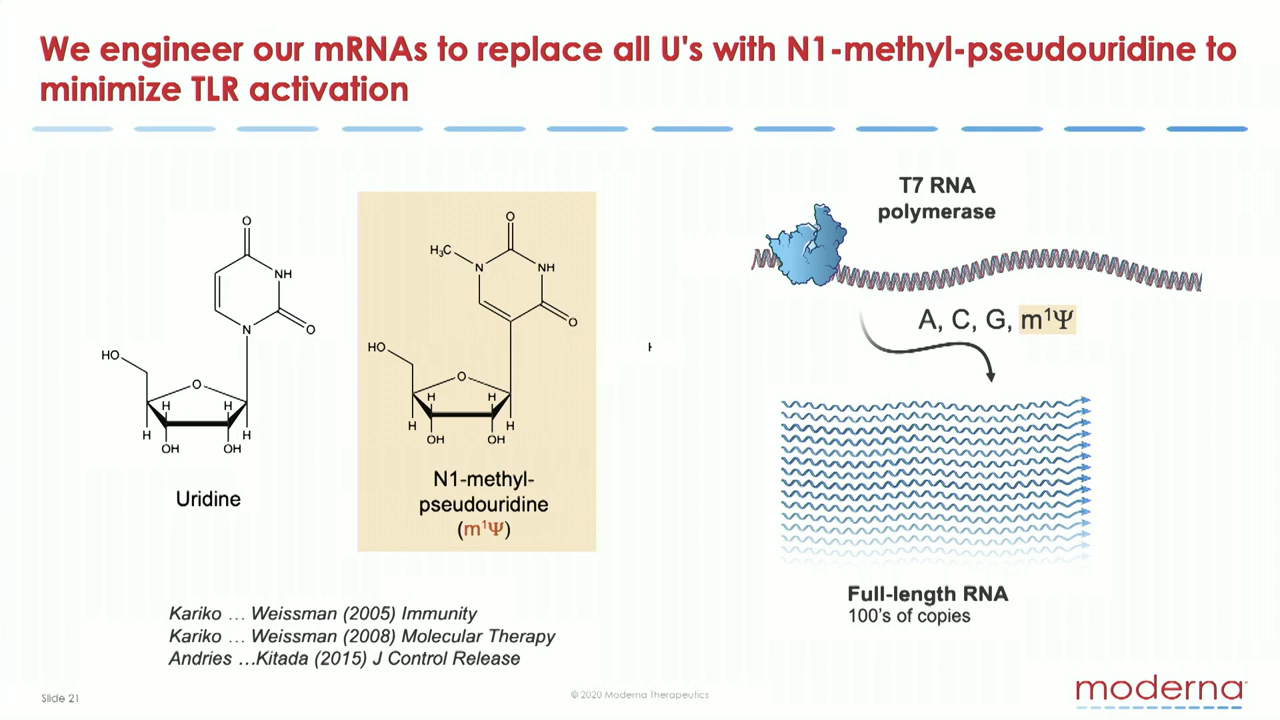 We engineer our mRNAs to replace all U's with N1-methyl-pseudouridine to
minimize TLR activation
O
NH
O
N
HO
O
H
H
H
H
OH
OH
Uridine
O
H₃C
N
NH
O
HO
O
H
H
H
H
OH
OH
N1-methyl-
pseudouridine
(m¹Ψ)
H
T7 RNA
polymerase
A, C, G, m¹Ψ
Full-length RNA
100's of copies
Kariko … Weissman (2005) Immunity
Kariko … Weissman (2008) Molecular Therapy
Andries …Kitada (2015) J Control Release
Slide 21
© 2020 Moderna Therapeutics
moderna